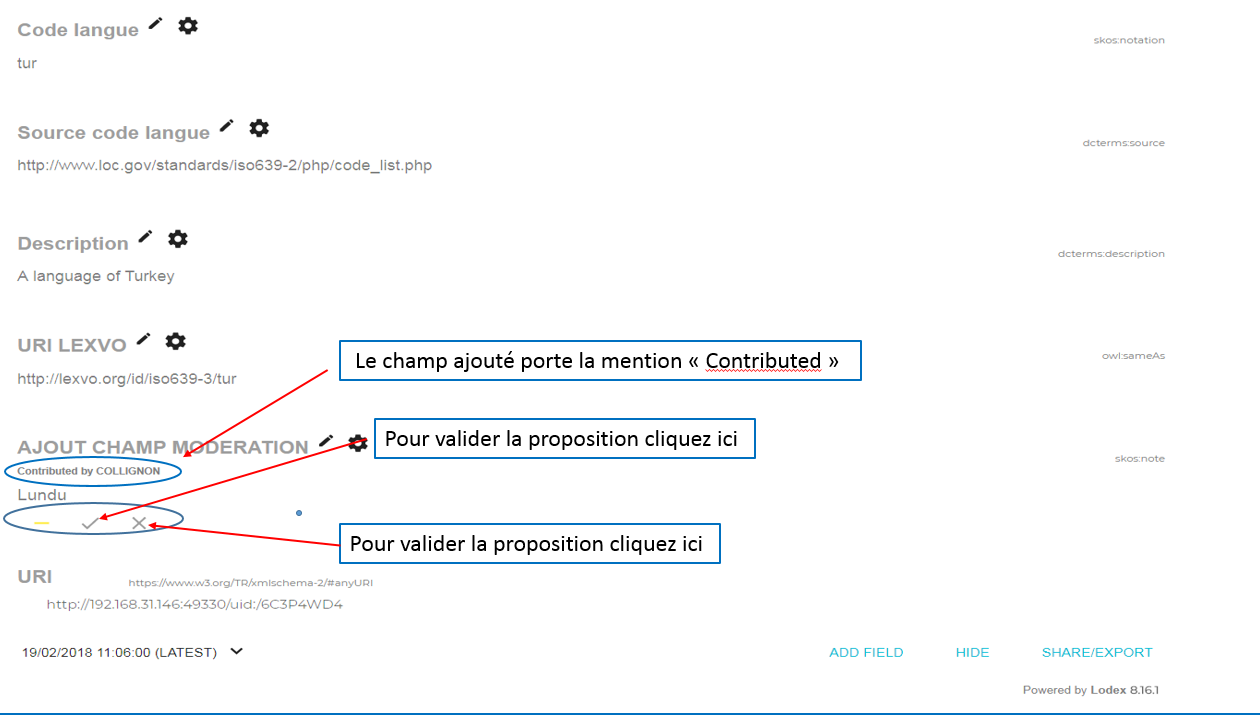 Code langue
skos:notation
tur
Source code langue
dcterms:source
http://www.loc.gov/standards/iso639-2/php/code_list.php
Description
dcterms:description
A language of Turkey
URI LEXVO
Le champ ajouté porte la mention « Contributed »
owl:sameAs
http://lexvo.org/id/iso639-3/tur
AJOUT CHAMP MODERATION
Pour valider la proposition cliquez ici
skos:note
Contributed by COLLIGNON
Lundu
Pour valider la proposition cliquez ici
URI
https://www.w3.org/TR/xmlschema-2/#anyURI
http://192.168.31.146:49330/uid:/6C3P4WD4
19/02/2018 11:06:00 (LATEST)
ADD FIELD
HIDE
SHARE/EXPORT
Powered by Lodex 8.16.1